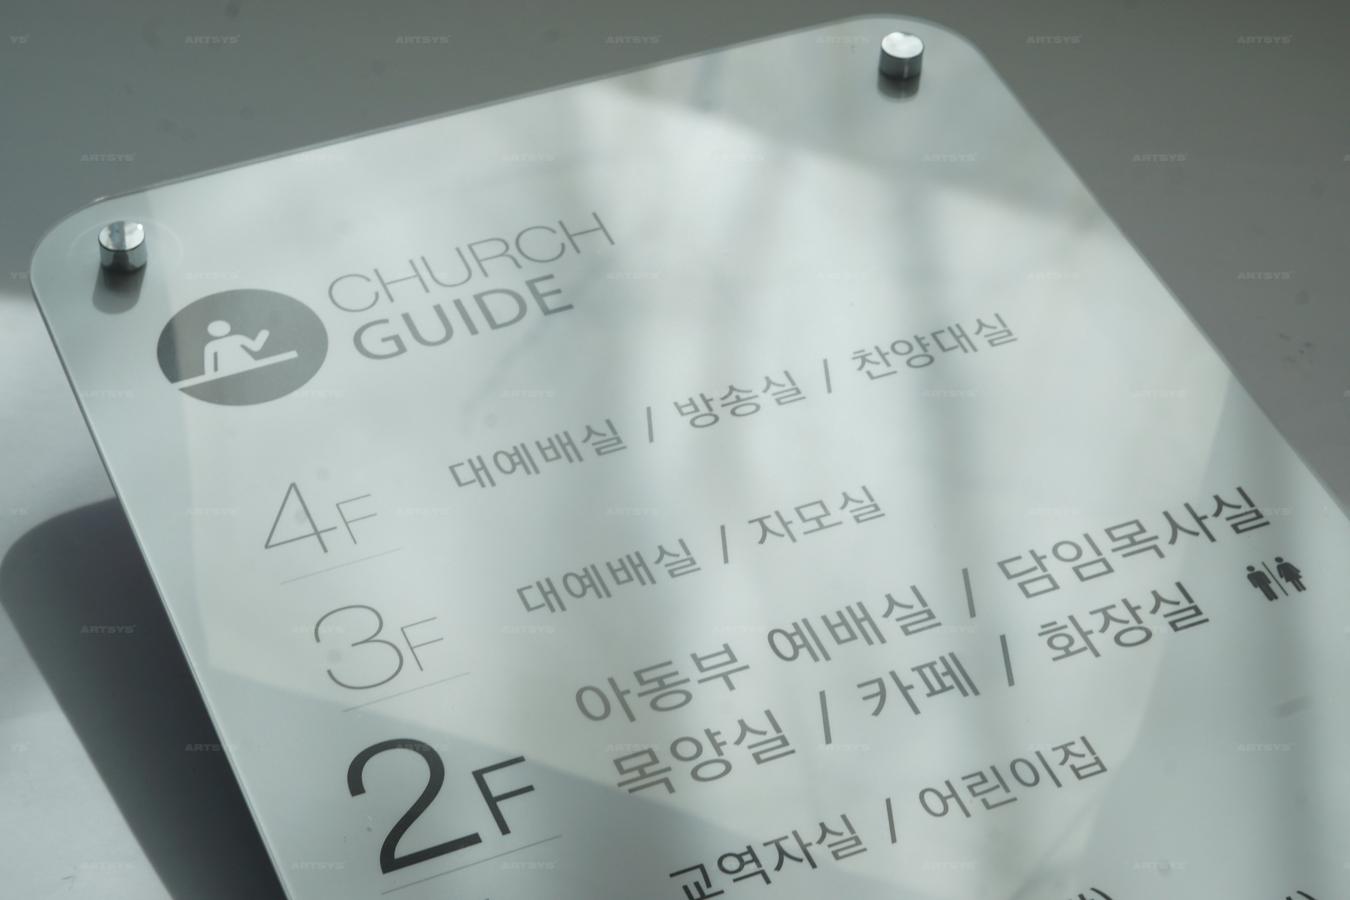 CHURCH
GUIDE
4F
대예배실 / 방송실 / 찬양대실
3F
대예배실 / 자모실
2F
아동부 예배실 / 담임목사실
목양실 / 카페 / 화장실
교역자실 / 어린이집
ARTSYS